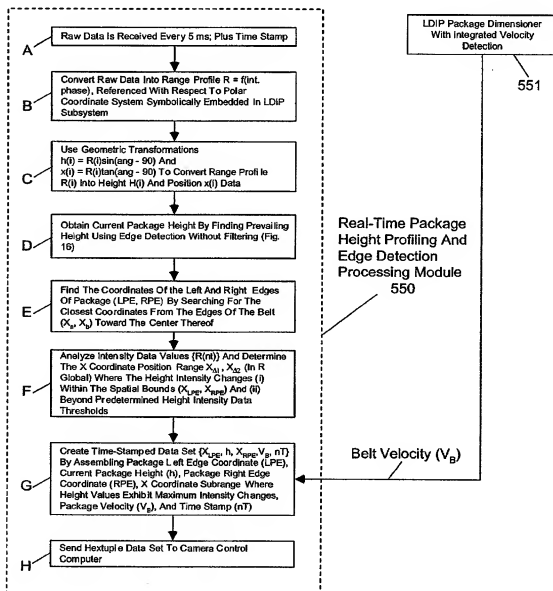 A
Raw Data Is Received Every 5 ms; Plus Time Stamp
B
Convert Raw Data Into Range Profile R = f(int.
phase), Referenced With Respect To Polar
Coordinate System Symbolically Embedded In LDIP
Subsystem
C
Use Geometric Transformations
h(i) = R(i)sin(ang - 90) And
x(i) = R(i)tan(ang - 90) To Convert Range Profile
R(i) Into Height H(i) And Position x(i) Data
D
Obtain Current Package Height By Finding Prevailing
Height Using Edge Detection Without Filtering (Fig.
16)
E
Find The Coordinates Of the Left And Right Edges
Of Package (LPE, RPE) By Searching For The
Closest Coordinates From The Edges Of The Belt
(Xa, Xb) Toward The Center Thereof
F
Analyze Intensity Data Values {R(nt)} And Determine
The X Coordinate Position Range XΔ1, XΔ2 (In R
Global) Where The Height Intensity Changes (i)
Within The Spatial Bounds (XLPE, XRPE) And (ii)
Beyond Predetermined Height Intensity Data
Thresholds
G
Create Time-Stamped Data Set {XLPE, h, XRPE, VB, nT}
By Assembling Package Left Edge Coordinate (LPE),
Current Package Height (h), Package Right Edge
Coordinate (RPE), X Coordinate Subrange Where
Height Values Exhibit Maximum Intensity Changes,
Package Velocity (VB), And Time Stamp (nT)
H
Send Hextuple Data Set To Camera Control
Computer
LDIP Package Dimensioner
With Integrated Velocity
Detection
551
Real-Time Package
Height Profiling And
Edge Detection
Processing Module
550
Belt Velocity (VB)